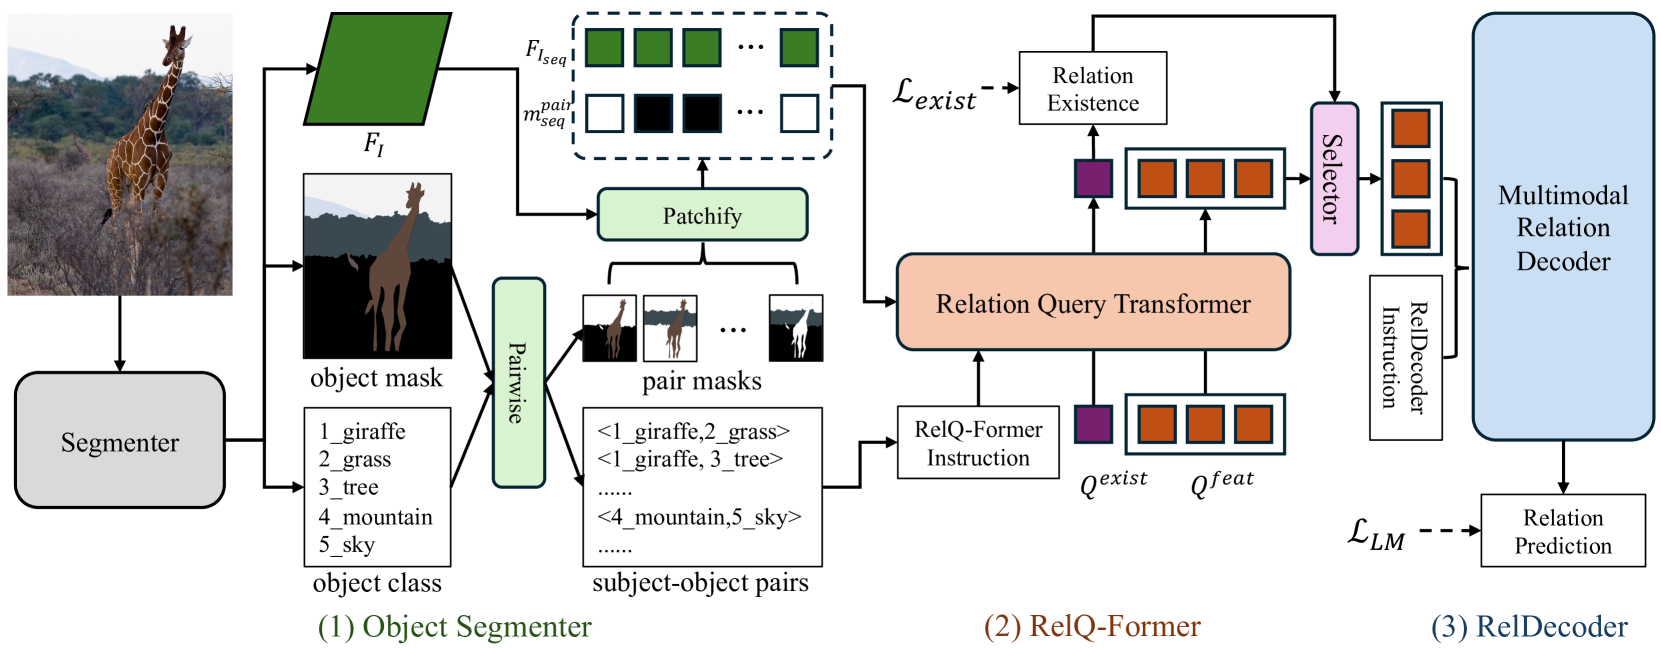 F_I
object mask
1_giraffe
2_grass
3_tree
4_mountain
5_sky
object class
Segmenter
Pairwise
F_{I_{seq}}
...
m_{seq}^{pair}
...
Patchify
...
pair masks
<1_giraffe,2_grass>
<1_giraffe, 3_tree>
......
<4_mountain,5_sky>
......
subject-object pairs
(1) Object Segmenter
ℒ_{exist}
Relation
Existence
Relation Query Transformer
RelQ-Former
Instruction
Q^{exist}
Q^{feat}
(2) RelQ-Former
Selector
RelDecoder
Instruction
Multimodal
Relation
Decoder
ℒ_{LM}
Relation
Prediction
(3) RelDecoder